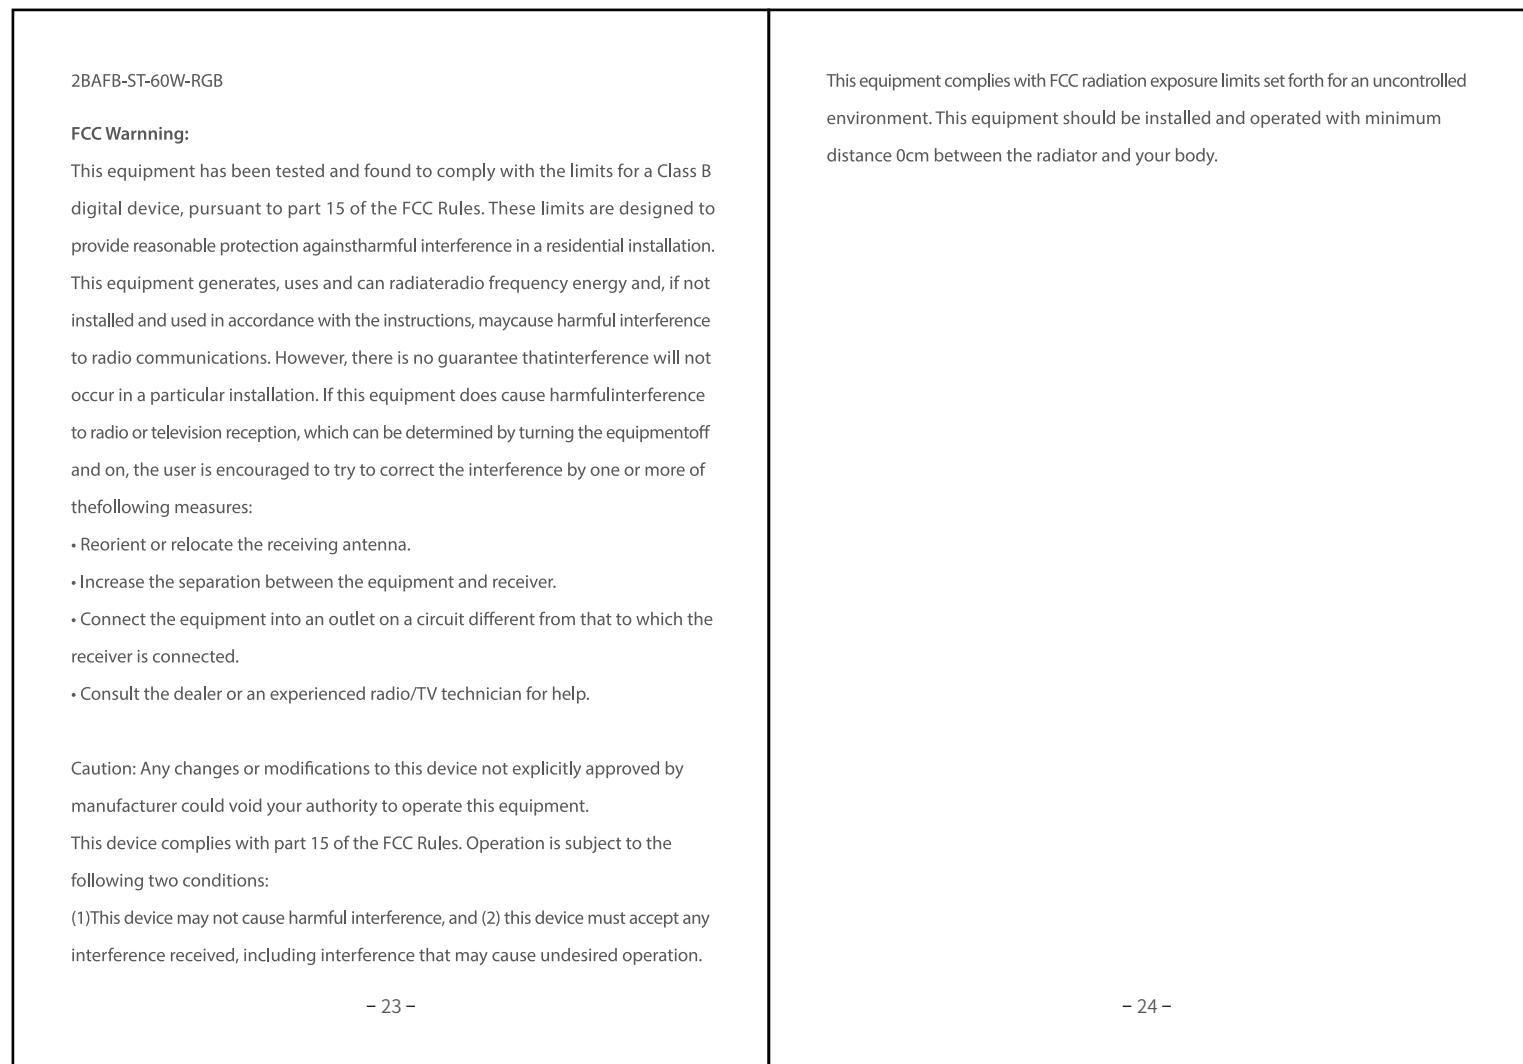 2BAFB-ST-60W-RGB
FCC Warnning:
This equipment has been tested and found to comply with the limits for a Class B
digital device, pursuant to part 15 of the FCC Rules. These limits are designed to
provide reasonable protection againstharmful interference in a residential installation.
This equipment generates, uses and can radiateradio frequency energy and, if not
installed and used in accordance with the instructions, maycause harmful interference
to radio communications. However, there is no guarantee thatinterference will not
occur in a particular installation. If this equipment does cause harmfulinterference
to radio or television reception, which can be determined by turning the equipmentoff
and on, the user is encouraged to try to correct the interference by one or more of
thefollowing measures:
• Reorient or relocate the receiving antenna.
• Increase the separation between the equipment and receiver.
• Connect the equipment into an outlet on a circuit different from that to which the
receiver is connected.
• Consult the dealer or an experienced radio/TV technician for help.
Caution: Any changes or modifications to this device not explicitly approved by
manufacturer could void your authority to operate this equipment.
This device complies with part 15 of the FCC Rules. Operation is subject to the
following two conditions:
(1)This device may not cause harmful interference, and (2) this device must accept any
interference received, including interference that may cause undesired operation.
– 23 –
This equipment complies with FCC radiation exposure limits set forth for an uncontrolled
environment. This equipment should be installed and operated with minimum
distance 0cm between the radiator and your body.
– 24 –